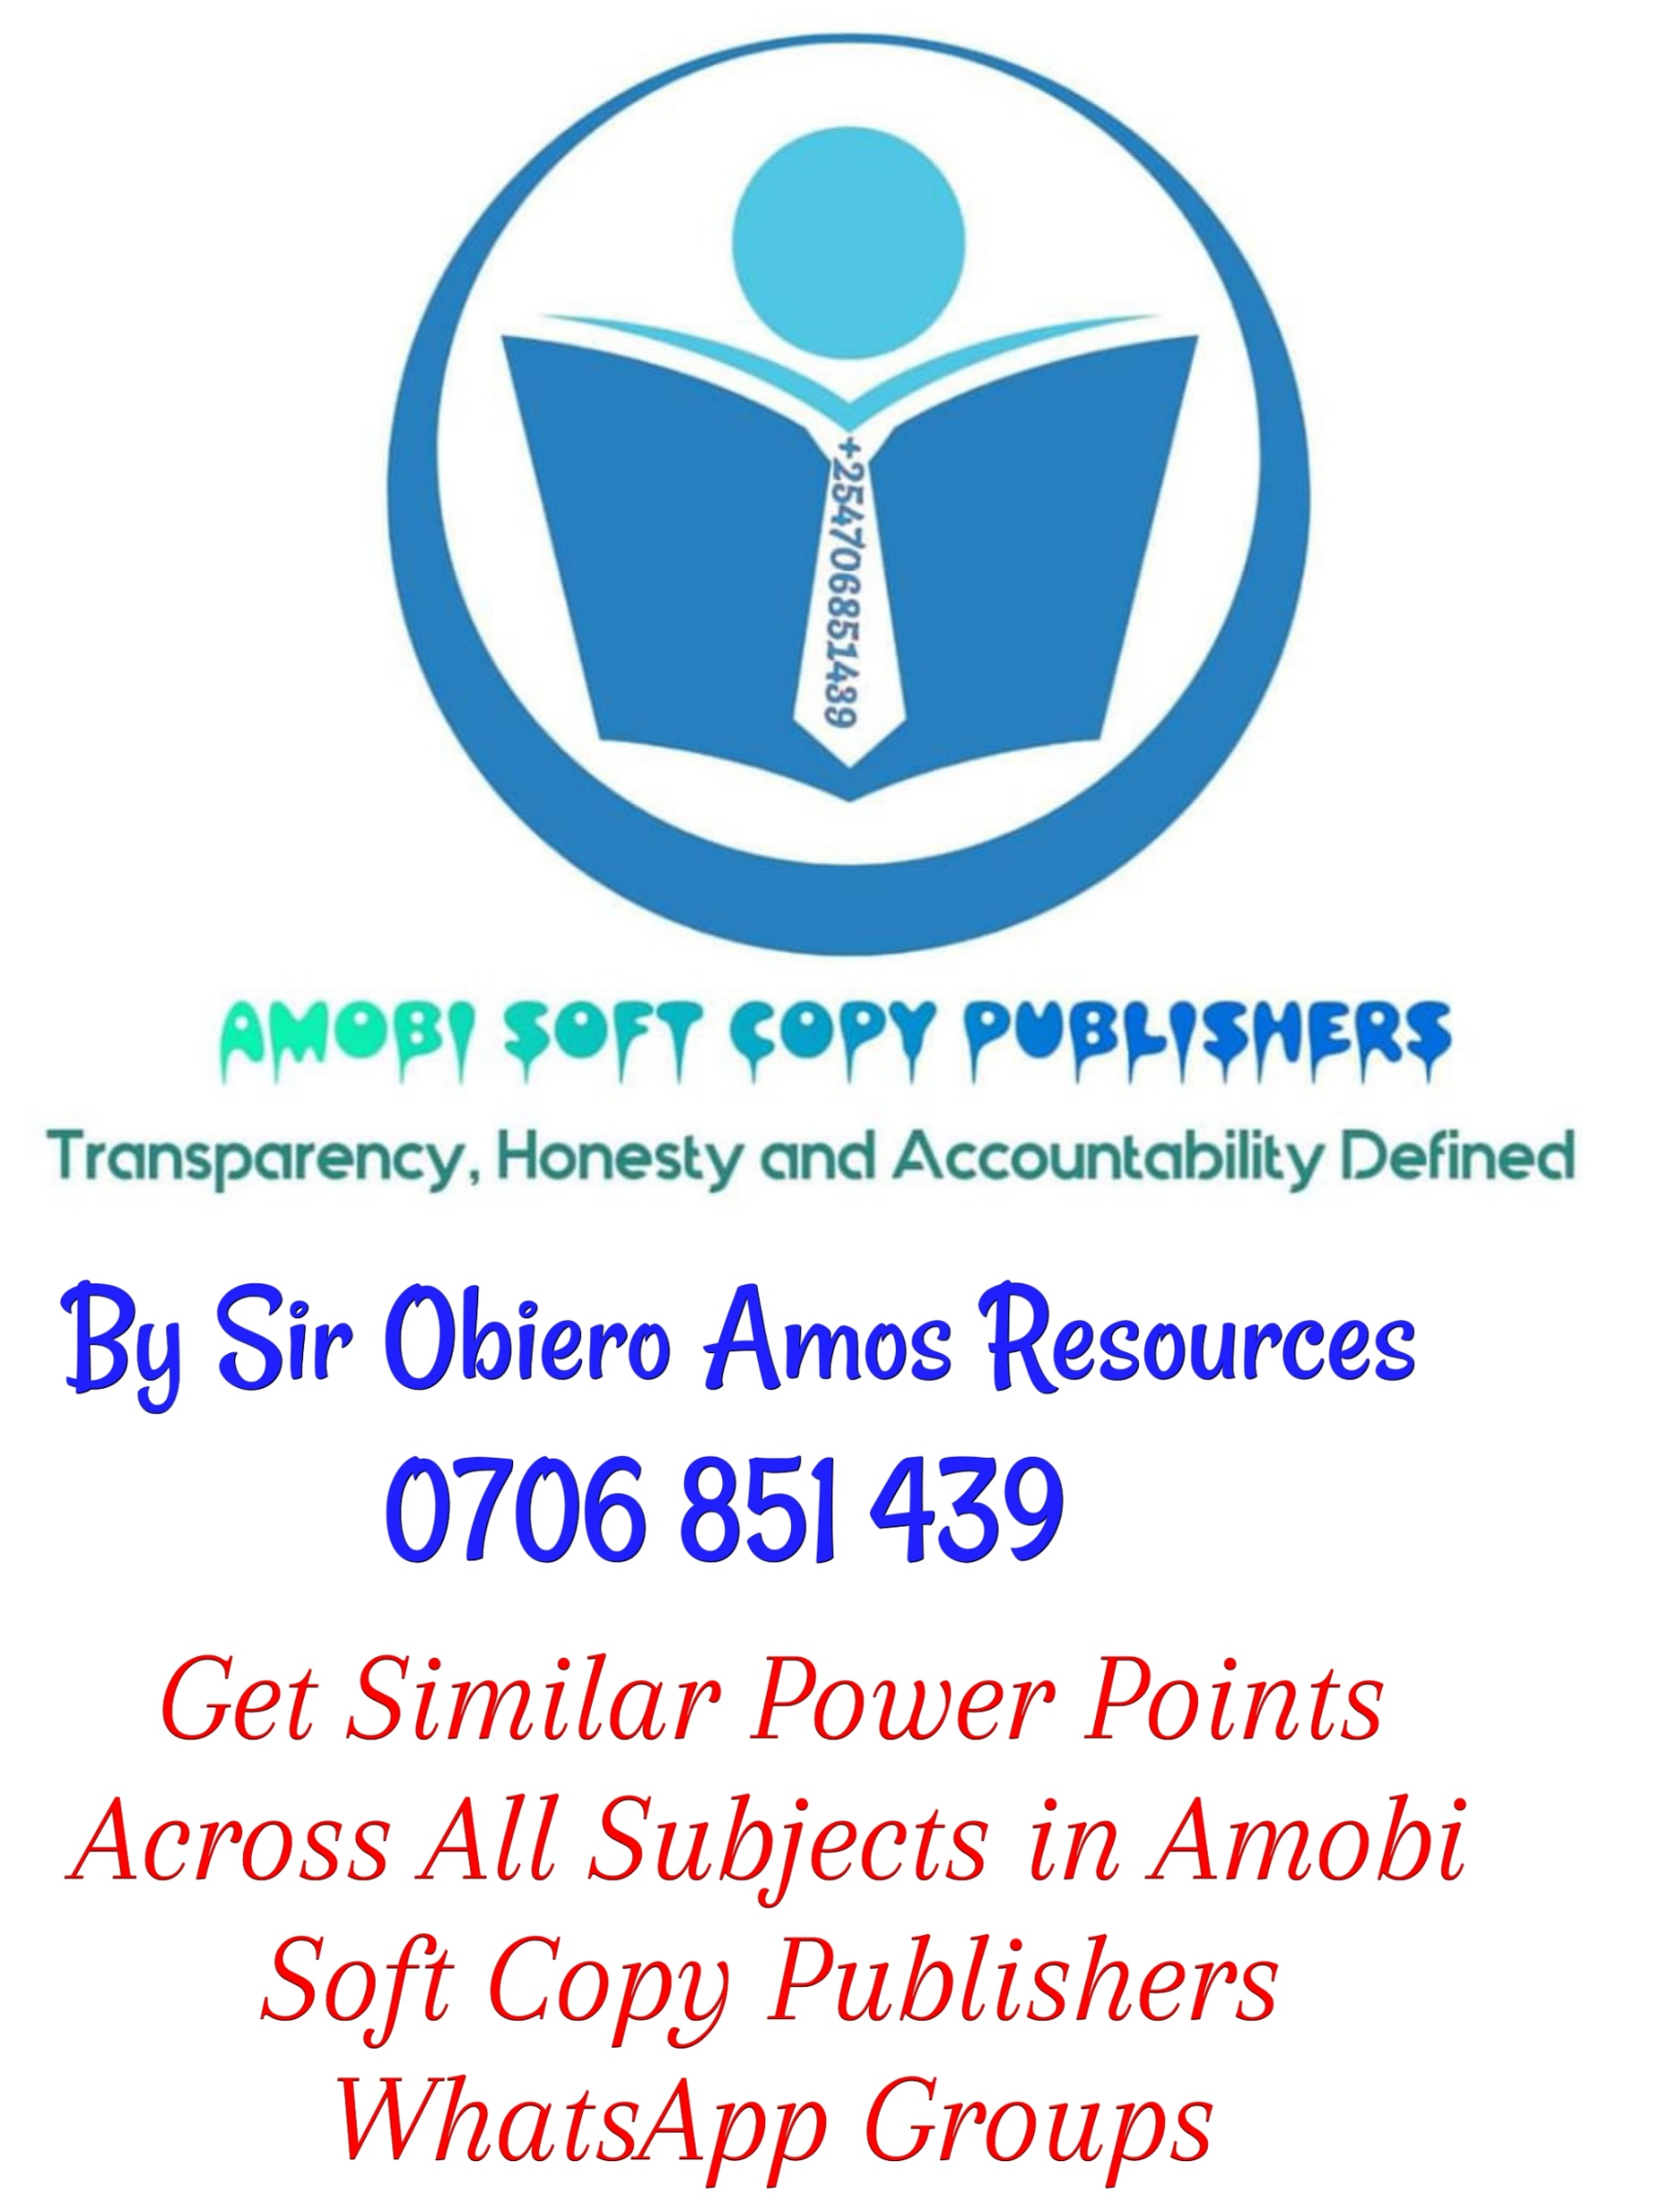 +254706851439
AMOBI SOFT COPY PUBLISHERS
Transparency, Honesty and Accountability Defined
By Sir Obiero Amos Resources
0706 851 439
Get Similar Power Points
Across All Subjects in Amobi
Soft Copy Publishers
WhatsApp Groups